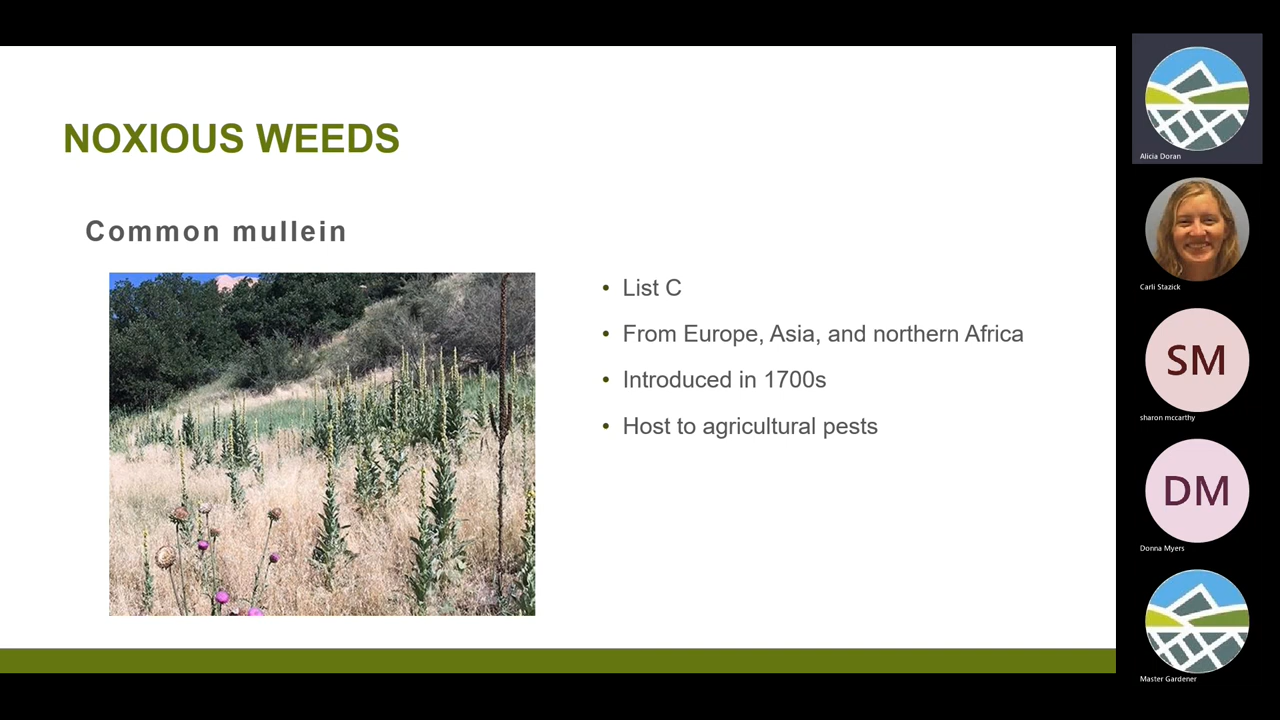 NOXIOUS WEEDS
Common mullein
• List C
• From Europe, Asia, and northern Africa
• Introduced in 1700s
• Host to agricultural pests
Alicia Doran
Carli Stazick
SM
sharon mccarthy
DM
Donna Myers
Master Gardener